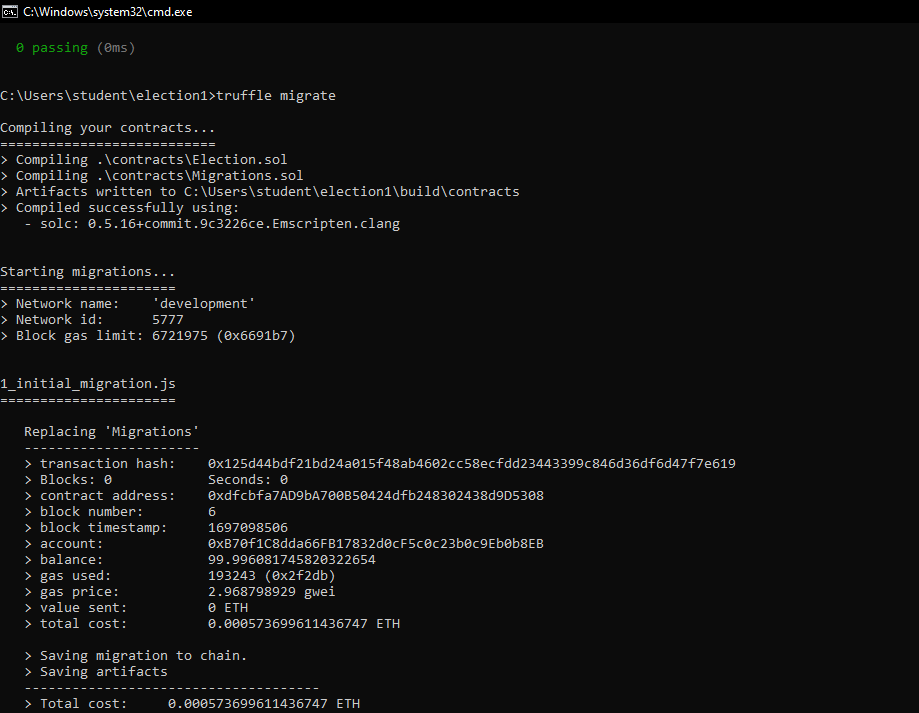 C:\Windows\system32\cmd.exe
0 passing (0ms)
C:\Users\student\election1>truffle migrate
Compiling your contracts...
===========================
> Compiling .\contracts\Election.sol
> Compiling .\contracts\Migrations.sol
> Artifacts written to C:\Users\student\election1\build\contracts
> Compiled successfully using:
   - solc: 0.5.16+commit.9c3226ce.Emscripten.clang
Starting migrations...
======================
> Network name:    'development'
> Network id:      5777
> Block gas limit: 6721975 (0x6691b7)
1_initial_migration.js
======================
   Replacing 'Migrations'
   ----------------------
   > transaction hash:    0x125d44bdf21bd24a015f48ab4602cc58ecfdd23443399c846d36df6d47f7e619
   > Blocks: 0            Seconds: 0
   > contract address:    0xdfcbfa7AD9bA700B50424dfb248302438d9D5308
   > block number:        6
   > block timestamp:     1697098506
   > account:             0xB70f1C8dda66FB17832d0cF5c0c23b0c9Eb0b8EB
   > balance:             99.996081745820322654
   > gas used:            193243 (0x2f2db)
   > gas price:           2.968798929 gwei
   > value sent:          0 ETH
   > total cost:          0.000573699611436747 ETH
   > Saving migration to chain.
   > Saving artifacts
   -------------------------------------
   > Total cost:     0.000573699611436747 ETH